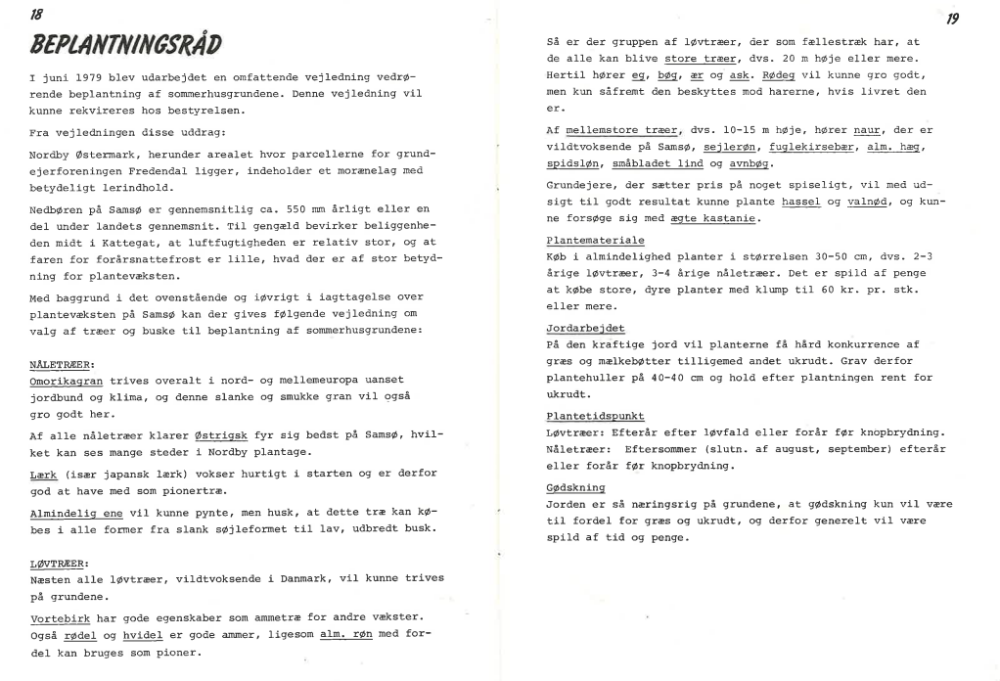 18
BEPLANTNINGSRÅD
I juni 1979 blev udarbejdet en omfattende vejledning vedrø-
rende beplantning af sommerhusgrundene. Denne vejledning vil
kunne rekvireres hos bestyrelsen.
Fra vejledningen disse uddrag:
Nordby Østermark, herunder arealet hvor parcellerne for grund-
ejerforeningen Fredendal ligger, indeholder et morænelag med
betydeligt lerindhold.
Nedbøren på Samsø er gennemsnitlig ca. 550 mm årligt eller en
del under landets gennemsnit. Til gengæld bevirker beliggenhe-
den midt i Kattegat, at luftfugtigheden er relativ stor, og at
faren for forårsnattefrost er lille, hvad der er af stor betyd-
ning for plantevæksten.
Med baggrund i det ovenstående og iøvrigt i iagttagelse over
plantevæksten på Samsø kan der gives følgende vejledning om
valg af træer og buske til beplantning af sommerhusgrundene:
NÅLETRÆER:
Omorikagran trives overalt i nord- og mellemeuropa uanset
jordbund og klima, og denne slanke og smukke gran vil også
gro godt her.
Af alle nåletræer klarer Østrigsk fyr sig bedst på Samsø, hvil-
ket kan ses mange steder i Nordby plantage.
Lærk (især japansk lærk) vokser hurtigt i starten og er derfor
god at have med som pionertræ.
Almindelig ene vil kunne pynte, men husk, at dette træ kan kø-
bes i alle former fra slank søjleformet til lav, udbredt busk.
LØVTRÆER:
Næsten alle løvtræer, vildtvoksende i Danmark, vil kunne trives
på grundene.
Vortebirk har gode egenskaber som ammetræ for andre vækster.
Også rødel og hvidel er gode ammer, ligesom alm. røn med for-
del kan bruges som pioner.
19
Så er der gruppen af løvtræer, der som fællestræk har, at
de alle kan blive store træer, dvs. 20 m høje eller mere.
Hertil hører eg, bøg, ær og ask. Rødeg vil kunne gro godt,
men kun såfremt den beskyttes mod harerne, hvis livret den
er.
Af mellemstore træer, dvs. 10-15 m høje, hører naur, der er
vildtvoksende på Samsø, sejlerøn, fuglekirsebær, alm. hæg,
spidsløn, småbladet lind og avnbøg.
Grundejere, der sætter pris på noget spiseligt, vil med ud-
sigt til godt resultat kunne plante hassel og valnød, og kun-
ne forsøge sig med ægte kastanie.
Plantemateriale
Køb i almindelighed planter i størrelsen 30-50 cm, dvs. 2-3
årige løvtræer, 3-4 årige nåletræer. Det er spild af penge
at købe store, dyre planter med klump til 60 kr. pr. stk.
eller mere.
Jordarbejdet
På den kraftige jord vil planterne få hård konkurrence af
græs og mælkebøtter tilligemed andet ukrudt. Grav derfor
plantehuller på 40-40 cm og hold efter plantningen rent for
ukrudt.
Plantetidspunkt
Løvtræer: Efterår efter løvfald eller forår før knopbrydning.
Nåletræer: Eftersommer (slutn. af august, september) efterår
eller forår før knopbrydning.
Gødskning
Jorden er så næringsrig på grundene, at gødskning kun vil være
til fordel for græs og ukrudt, og derfor generelt vil være
spild af tid og penge.